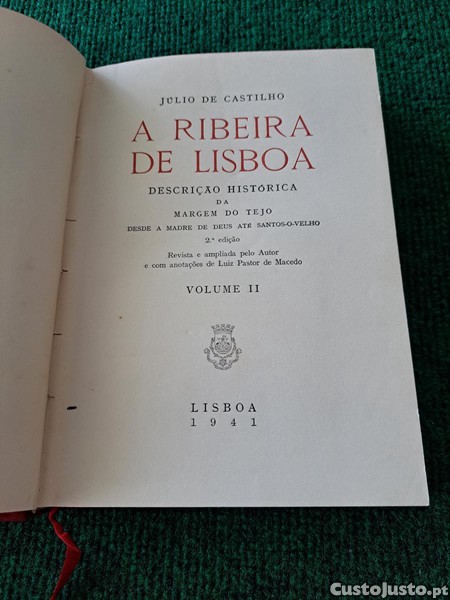 JÚLIO DE CASTILHO
A RIBEIRA
DE LISBOA
DESCRIÇÃO HISTÓRICA
DA
MARGEM DO TEJO
DESDE A MADRE DE DEUS ATÉ SANTOS-O-VELHO
2.ª edição
Revista e ampliada pelo Autor
e com anotações de Luiz Pastor de Macedo
VOLUME II
LISBOA
1941
CustoJusto.pt